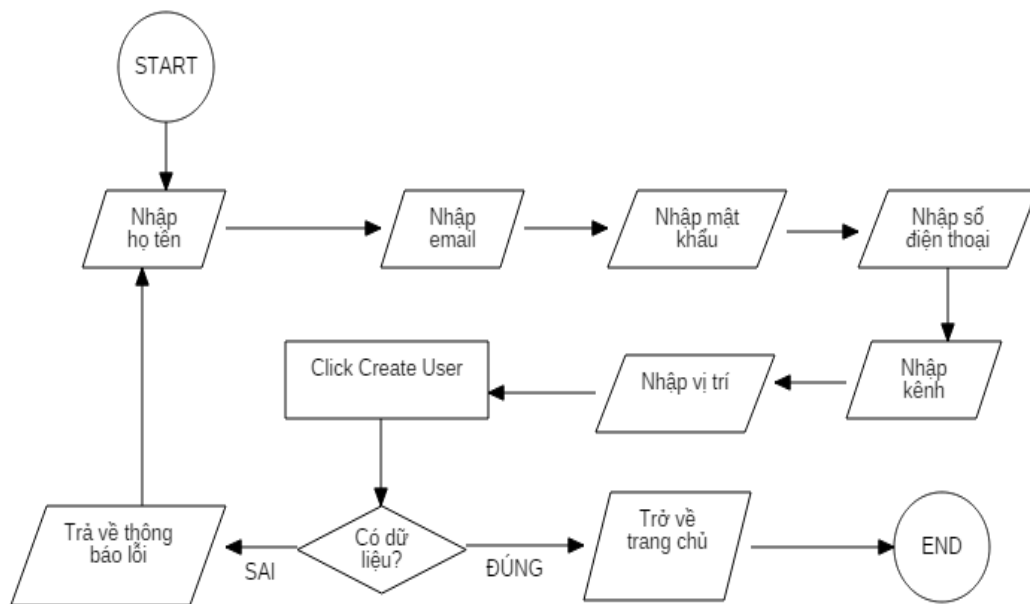 START
Nhập
họ tên
Nhập
email
Nhập mật
khẩu
Nhập số
điện thoại
Click Create User
Nhập vị trí
Nhập
kênh
Trả về thông
báo lỗi
SAI
Có dữ
liệu?
ĐÚNG
Trở về
trang chủ
END